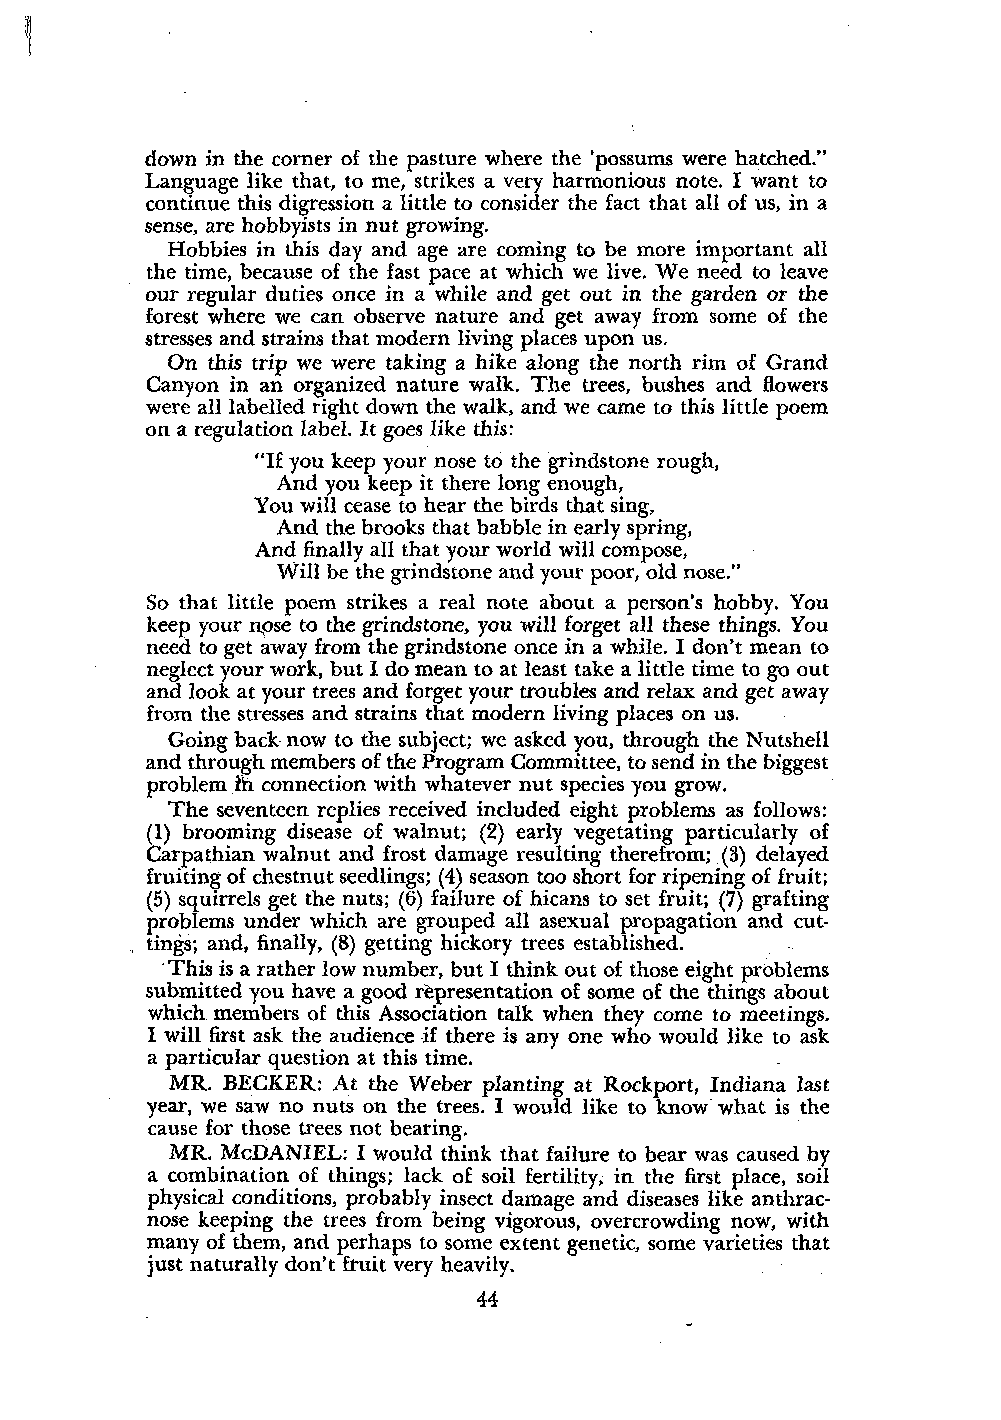 down in the corner of the pasture where the 'possums were hatched."
Language like that, to me, strikes a very harmonious note. I want to
continue this digression a little to consider the fact that all of us, in a
sense, are hobbyists in nut growing.
Hobbies in this day and age are coming to be more important all
the time, because of the fast pace at which we live. We need to leave
our regular duties once in a while and get out in the garden or the
forest where we can observe nature and get away from some of the
stresses and strains that modern living places upon us.
On this trip we were taking a hike along the north rim of Grand
Canyon in an organized nature walk. The trees, bushes and flowers
were all labelled right down the walk, and we came to this little poem
on a regulation label. It goes like this:
"If you keep your nose to the grindstone rough,
And you keep it there long enough,
You will cease to hear the birds that sing,
And the brooks that babble in early spring,
And finally all that your world will compose,
Will be the grindstone and your poor, old nose."
So that little poem strikes a real note about a person's hobby. You
keep your nose to the grindstone, you will forget all these things. You
need to get away from the grindstone once in a while. I don't mean to
neglect your work, but I do mean to at least take a little time to go out
and look at your trees and forget your troubles and relax and get away
from the stresses and strains that modern living places on us.
Going back now to the subject; we asked you, through the Nutshell
and through members of the Program Committee, to send in the biggest
problem in connection with whatever nut species you grow.
The seventeen replies received included eight problems as follows:
(1) brooming disease of walnut; (2) early vegetating particularly of
Carpathian walnut and frost damage resulting therefrom; (3) delayed
fruiting of chestnut seedlings; (4) season too short for ripening of fruit;
(5) squirrels get the nuts; (6) failure of hicans to set fruit; (7) grafting
problems under which are grouped all asexual propagation and cut-
tings; and, finally, (8) getting hickory trees established.
This is a rather low number, but I think out of those eight problems
submitted you have a good representation of some of the things about
which members of this Association talk when they come to meetings.
I will first ask the audience if there is any one who would like to ask
a particular question at this time.
MR. BECKER: At the Weber planting at Rockport, Indiana last
year, we saw no nuts on the trees. I would like to know what is the
cause for those trees not bearing.
MR. McDANIEL: I would think that failure to bear was caused by
a combination of things; lack of soil fertility, in the first place, soil
physical conditions, probably insect damage and diseases like anthrac-
nose keeping the trees from being vigorous, overcrowding now, with
many of them, and perhaps to some extent genetic, some varieties that
just naturally don't fruit very heavily.
44